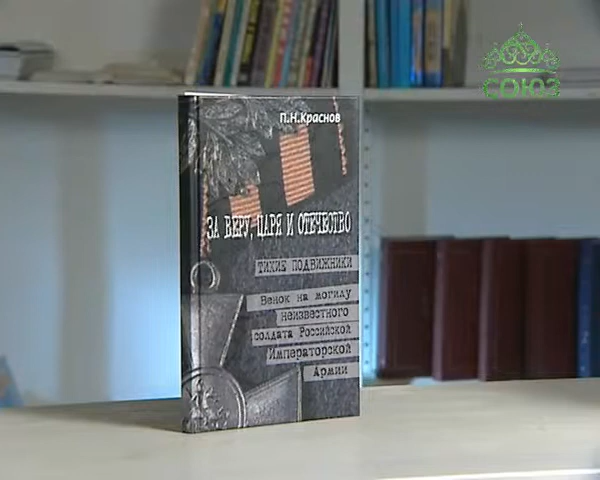 СОЮЗ
П.Н.Краснов
ЗА ВЕРУ, ЦАРЯ И ОТЕЧЕСТВО
ТИХИЕ ПОДВИЖНИКИ
Венок на могилу
неизвестного
солдата Российской
Императорской
Армии